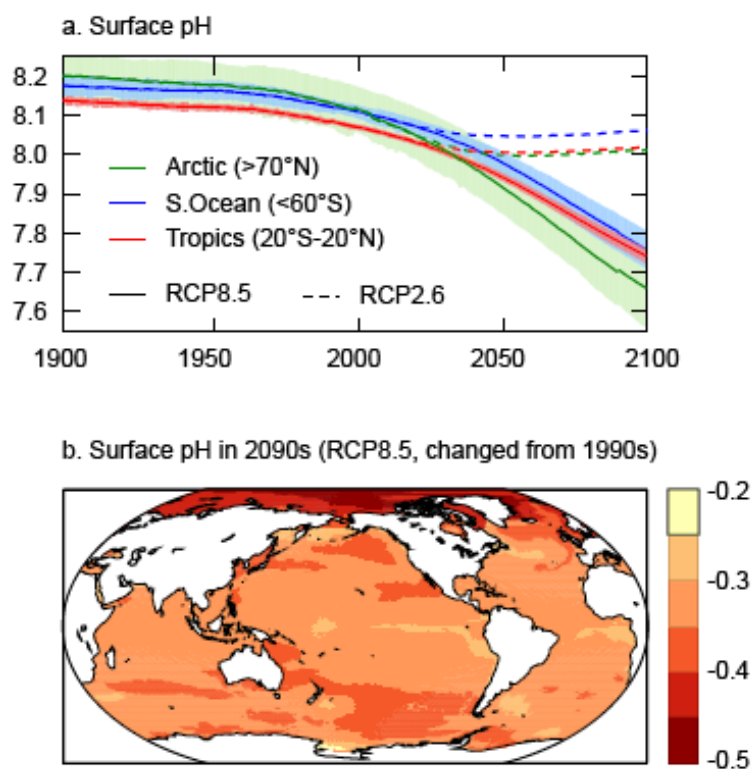 a. Surface pH
8.2
8.1
8.0
7.9
7.8
7.7
7.6
Arctic (>70°N)
S.Ocean (<60°S)
Tropics (20°S-20°N)
RCP8.5 RCP2.6
1900 1950 2000 2050 2100
b. Surface pH in 2090s (RCP8.5, changed from 1990s)
-0.2
-0.3
-0.4
-0.5